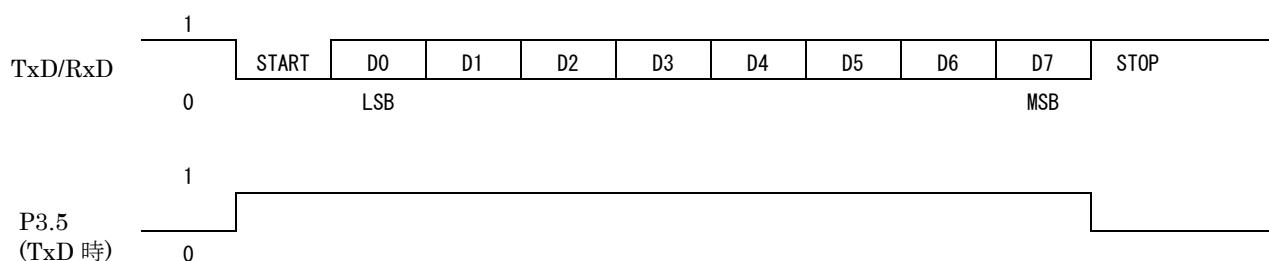 1
TxD/RxD START D0 D1 D2 D3 D4 D5 D6 D7 STOP
0 LSB MSB
1
P3.5
(TxD 時) 0